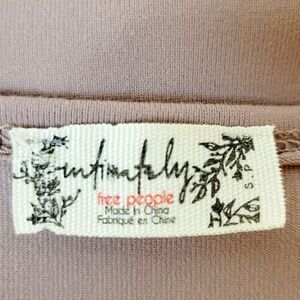 intimately
free people
Made in China
Fabriqué en Chine
S.P